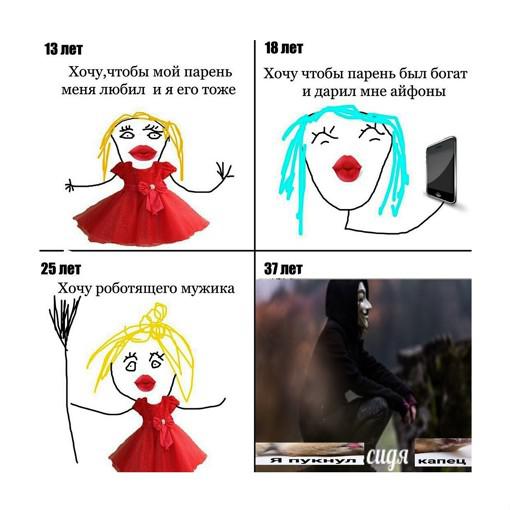 13 лет
Хочу,чтобы мой парень
меня любил и я его тоже
18 лет
Хочу чтобы парень был богат
и дарил мне айфоны
25 лет
Хочу роботящего мужика
37 лет
Я пукнул сидя капец